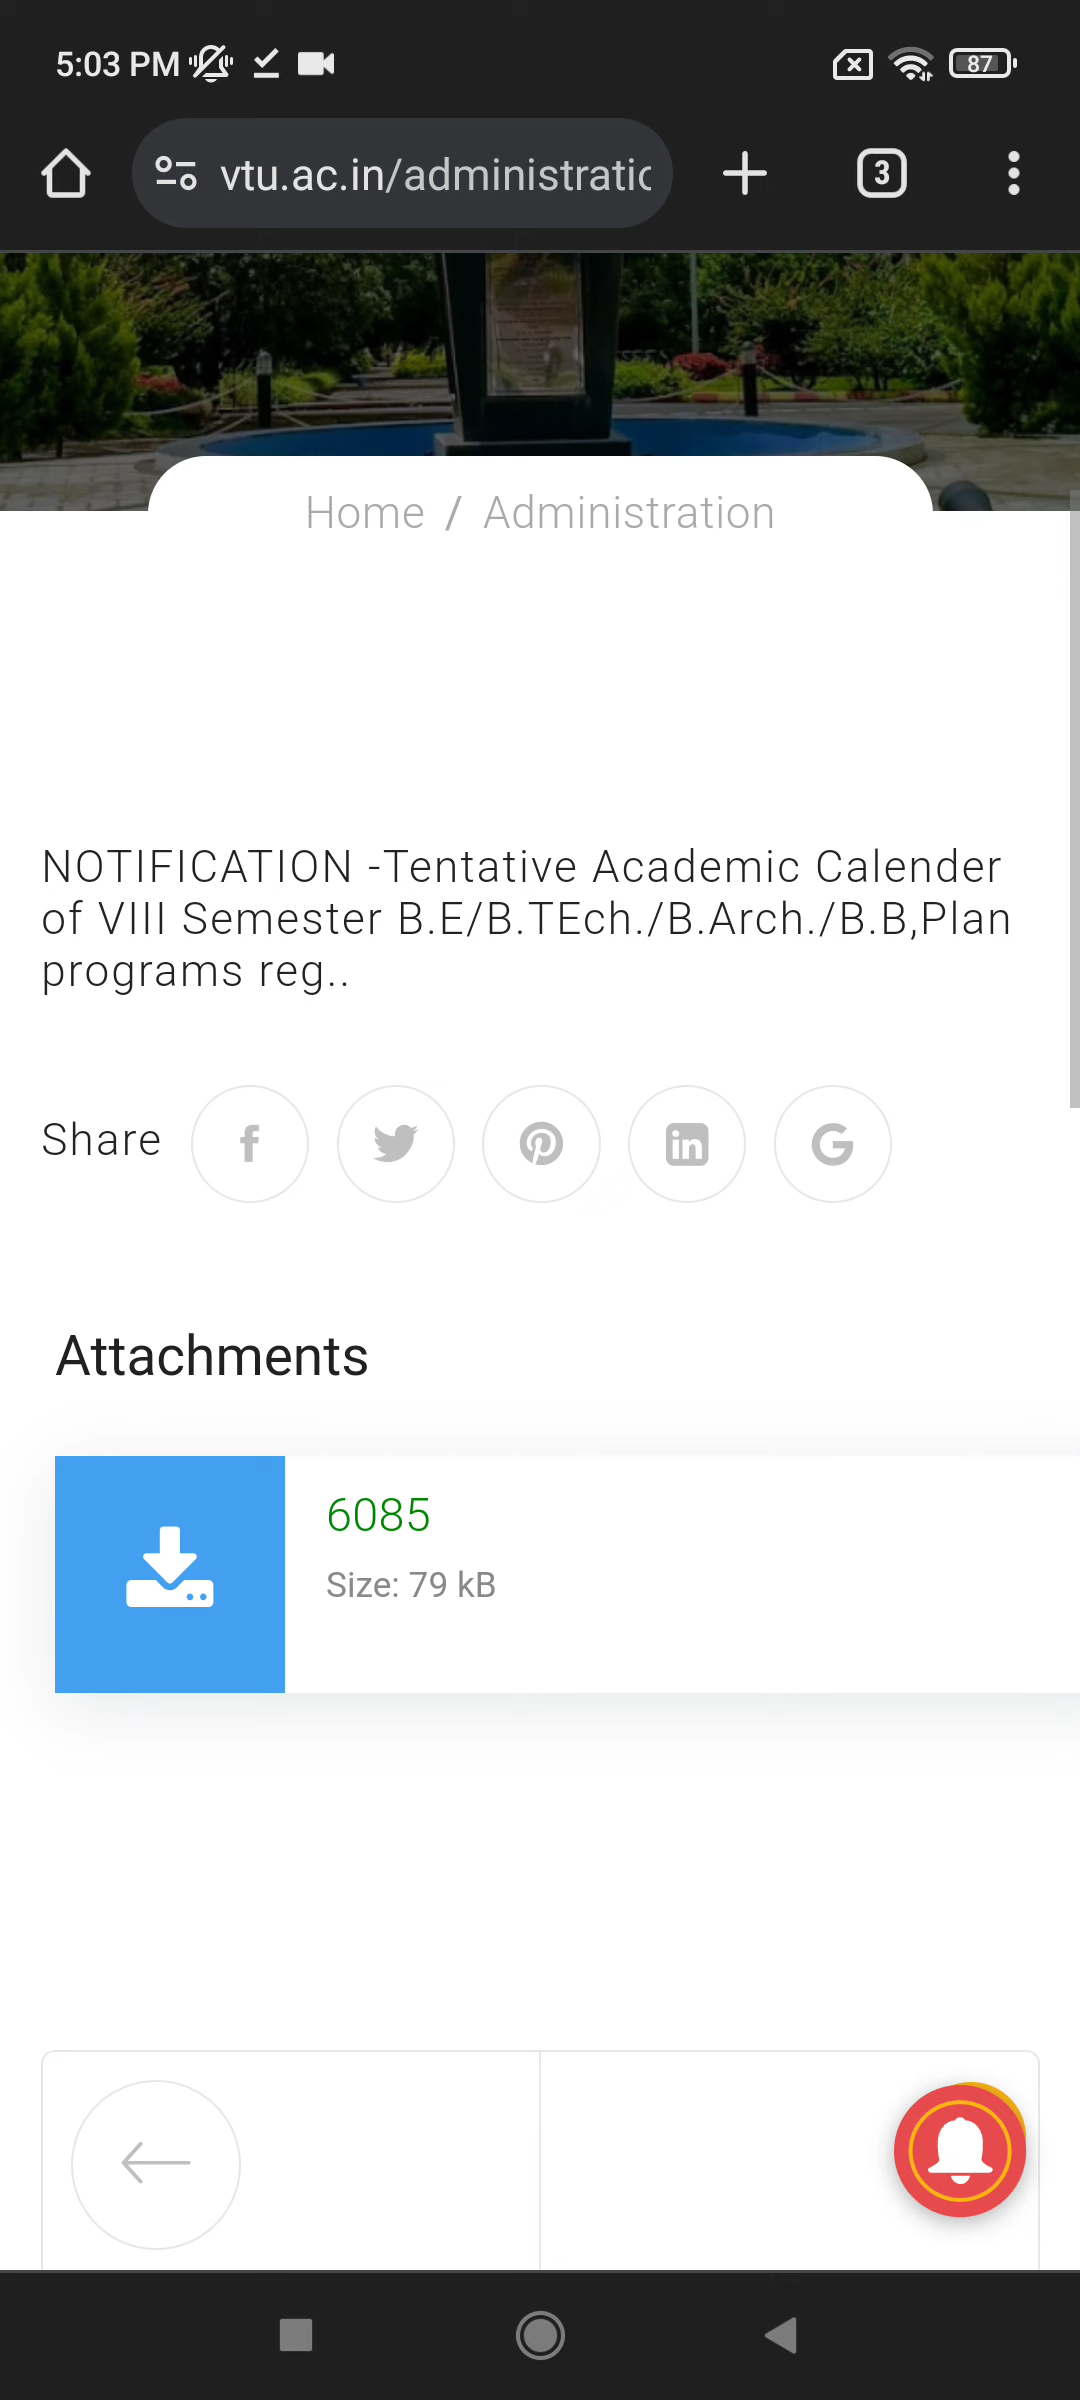 5:03 PM
87
vtu.ac.in/administratic
3
Home / Administration
NOTIFICATION -Tentative Academic Calender
of VIII Semester B.E/B.TEch./B.Arch./B.B,Plan
programs reg..
Share
Attachments
6085
Size: 79 kB